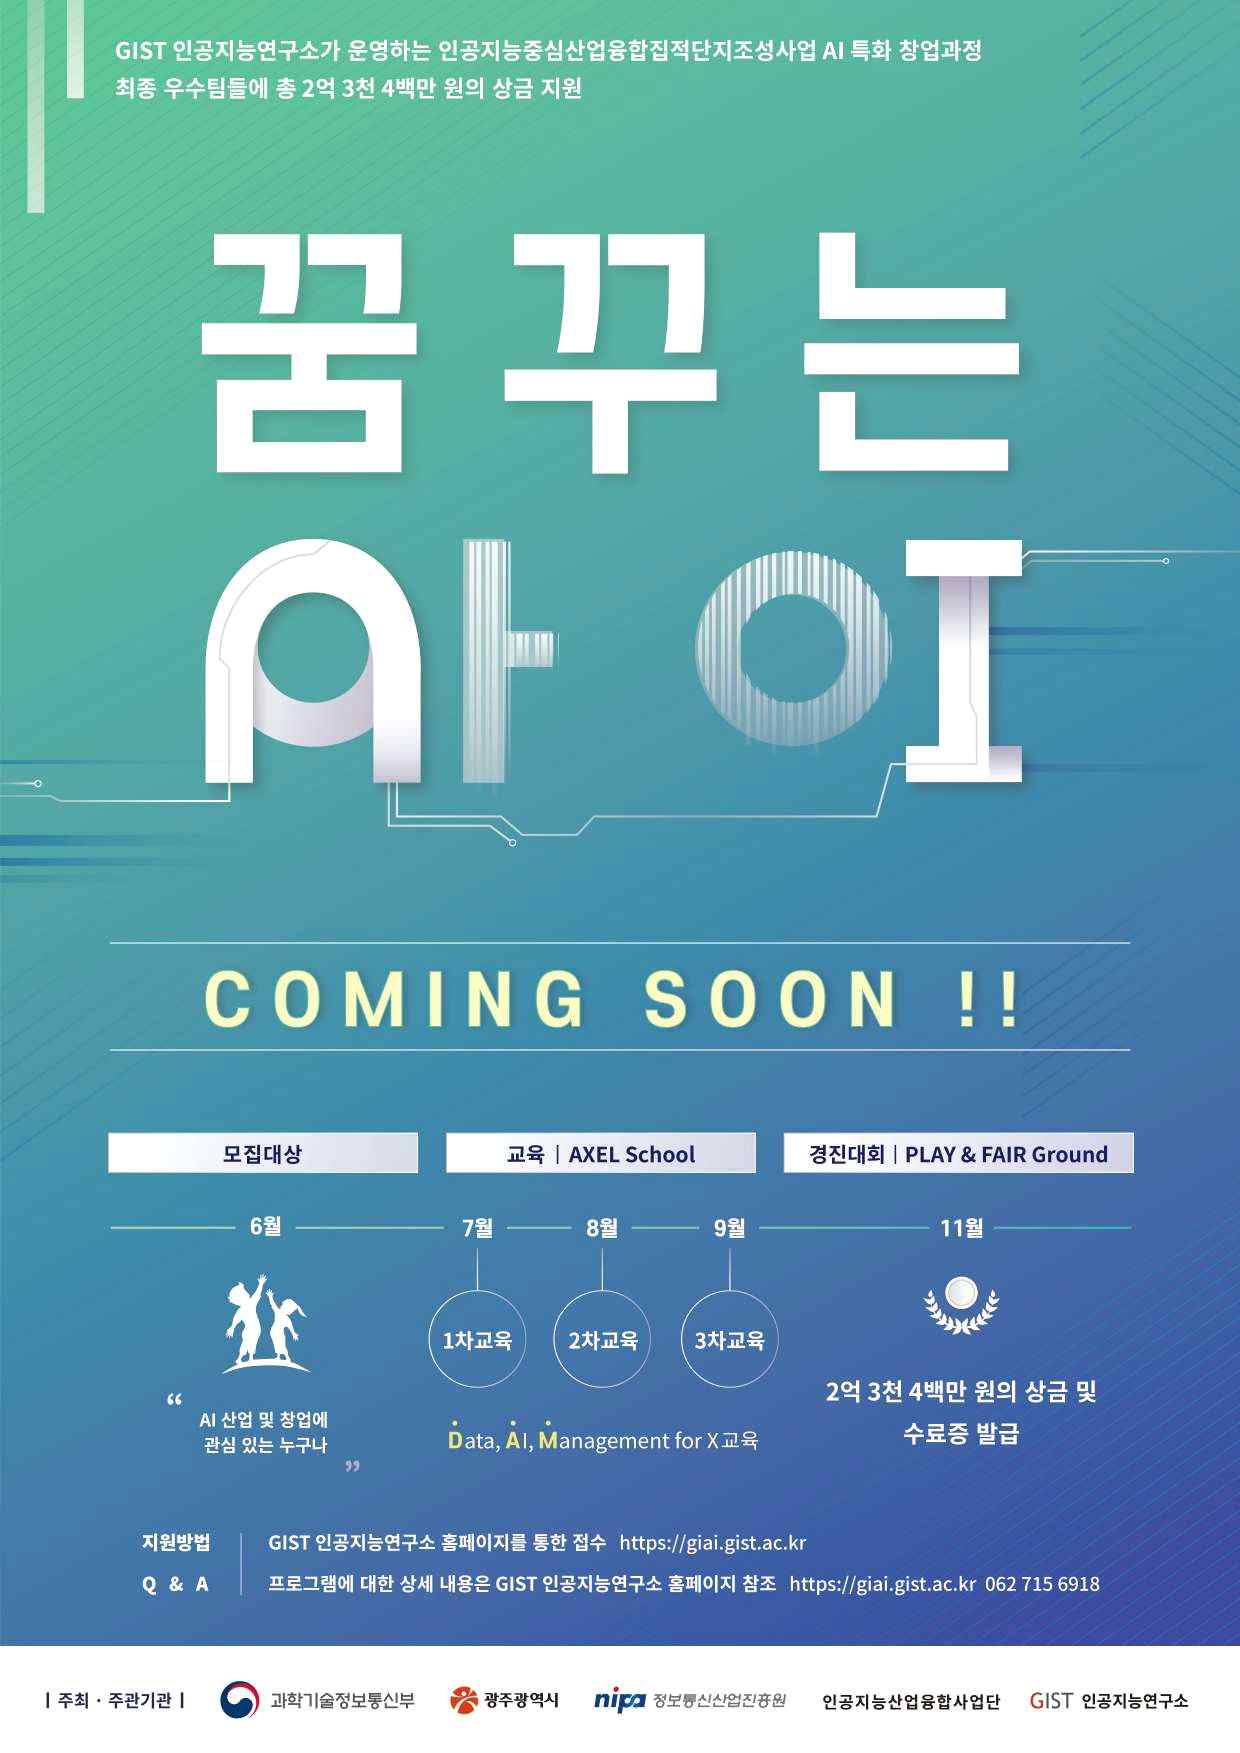 GIST 인공지능연구소가 운영하는 인공지능중심산업융합집적단지조성사업 AI 특화 창업과정
최종 우수팀들에 총 2억 3천 4백만 원의 상금 지원
꿈꾸는
사이
COMING SOON !!
모집대상
교육 | AXEL School
경진대회 | PLAY & FAIR Ground
6월
7월
8월
9월
11월
1차교육
2차교육
3차교육
“
AI 산업 및 창업에
관심 있는 누구나
”
Data, AI, Management for X교육
2억 3천 4백만 원의 상금 및
수료증 발급
지원방법 GIST 인공지능연구소 홈페이지를 통한 접수 https://giai.gist.ac.kr
Q & A 프로그램에 대한 상세 내용은 GIST 인공지능연구소 홈페이지 참조 https://giai.gist.ac.kr 062 715 6918
| 주최 · 주관기관 | 과학기술정보통신부 광주광역시 nipa 정보통신산업진흥원 인공지능산업융합사업단 GIST 인공지능연구소